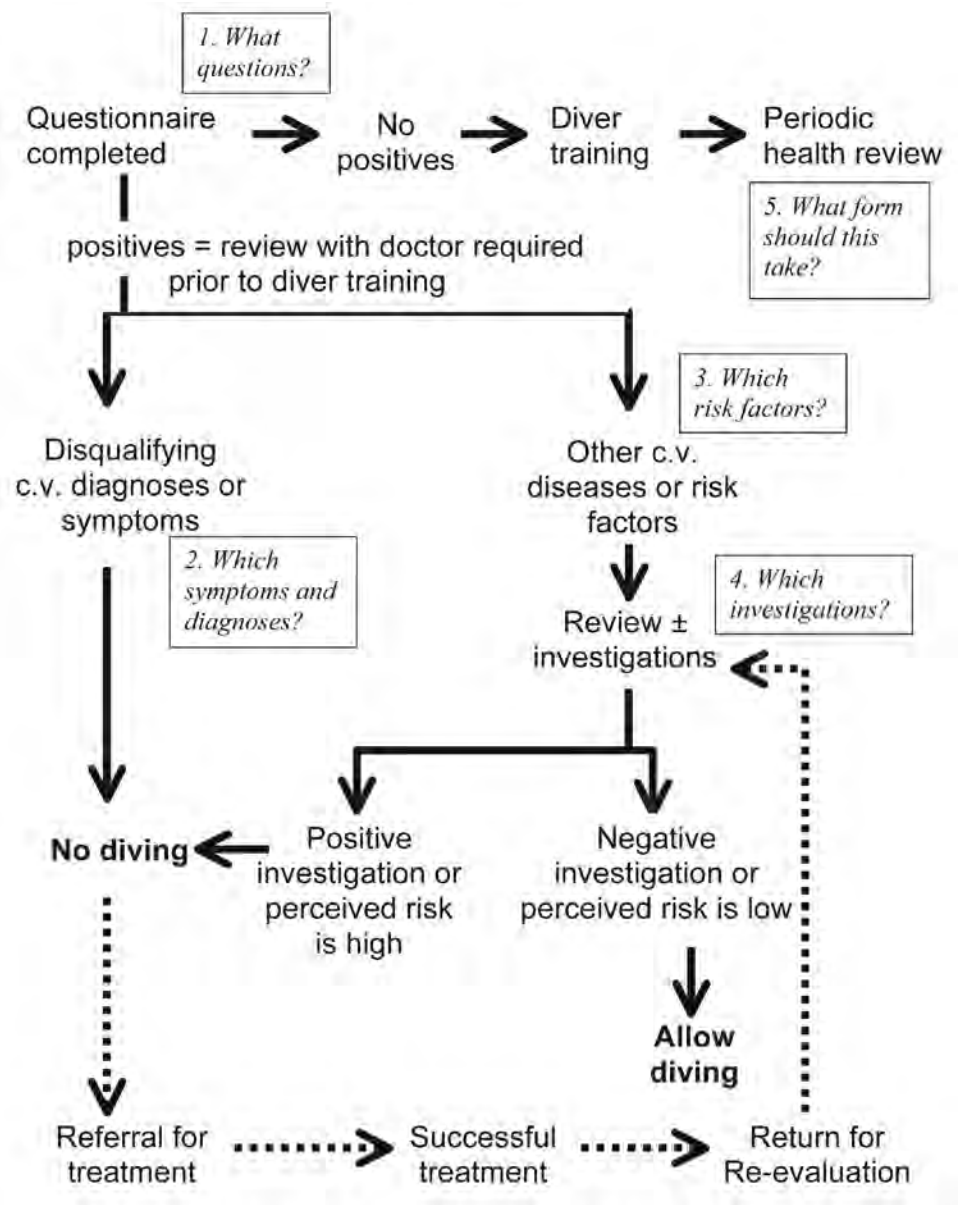 1. What
questions?
Questionnaire
completed
No
positives
Diver
training
Periodic
health review
5. What form
should this
take?
positives = review with doctor required
prior to diver training
3. Which
risk factors?
Disqualifying
c.v. diagnoses or
symptoms
Other c.v.
diseases or risk
factors
2. Which
symptoms and
diagnoses?
4. Which
investigations?
Review ±
investigations
No diving
Positive
investigation or
perceived risk
is high
Negative
investigation or
perceived risk is low
Allow
diving
Referral for
treatment
Successful
treatment
Return for
Re-evaluation